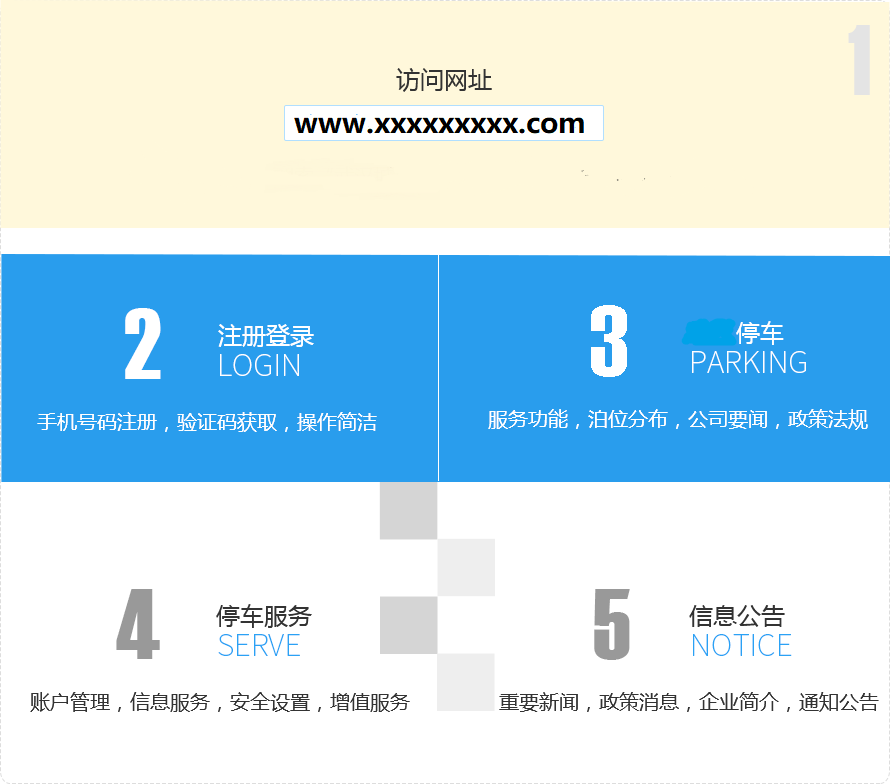 1
访问网址
www.xxxxxxxxx.com
2
注册登录
LOGIN
手机号码注册，验证码获取，操作简洁
3
停车
PARKING
服务功能，泊位分布，公司要闻，政策法规
4
停车服务
SERVE
账户管理，信息服务，安全设置，增值服务
5
信息公告
NOTICE
重要新闻，政策消息，企业简介，通知公告